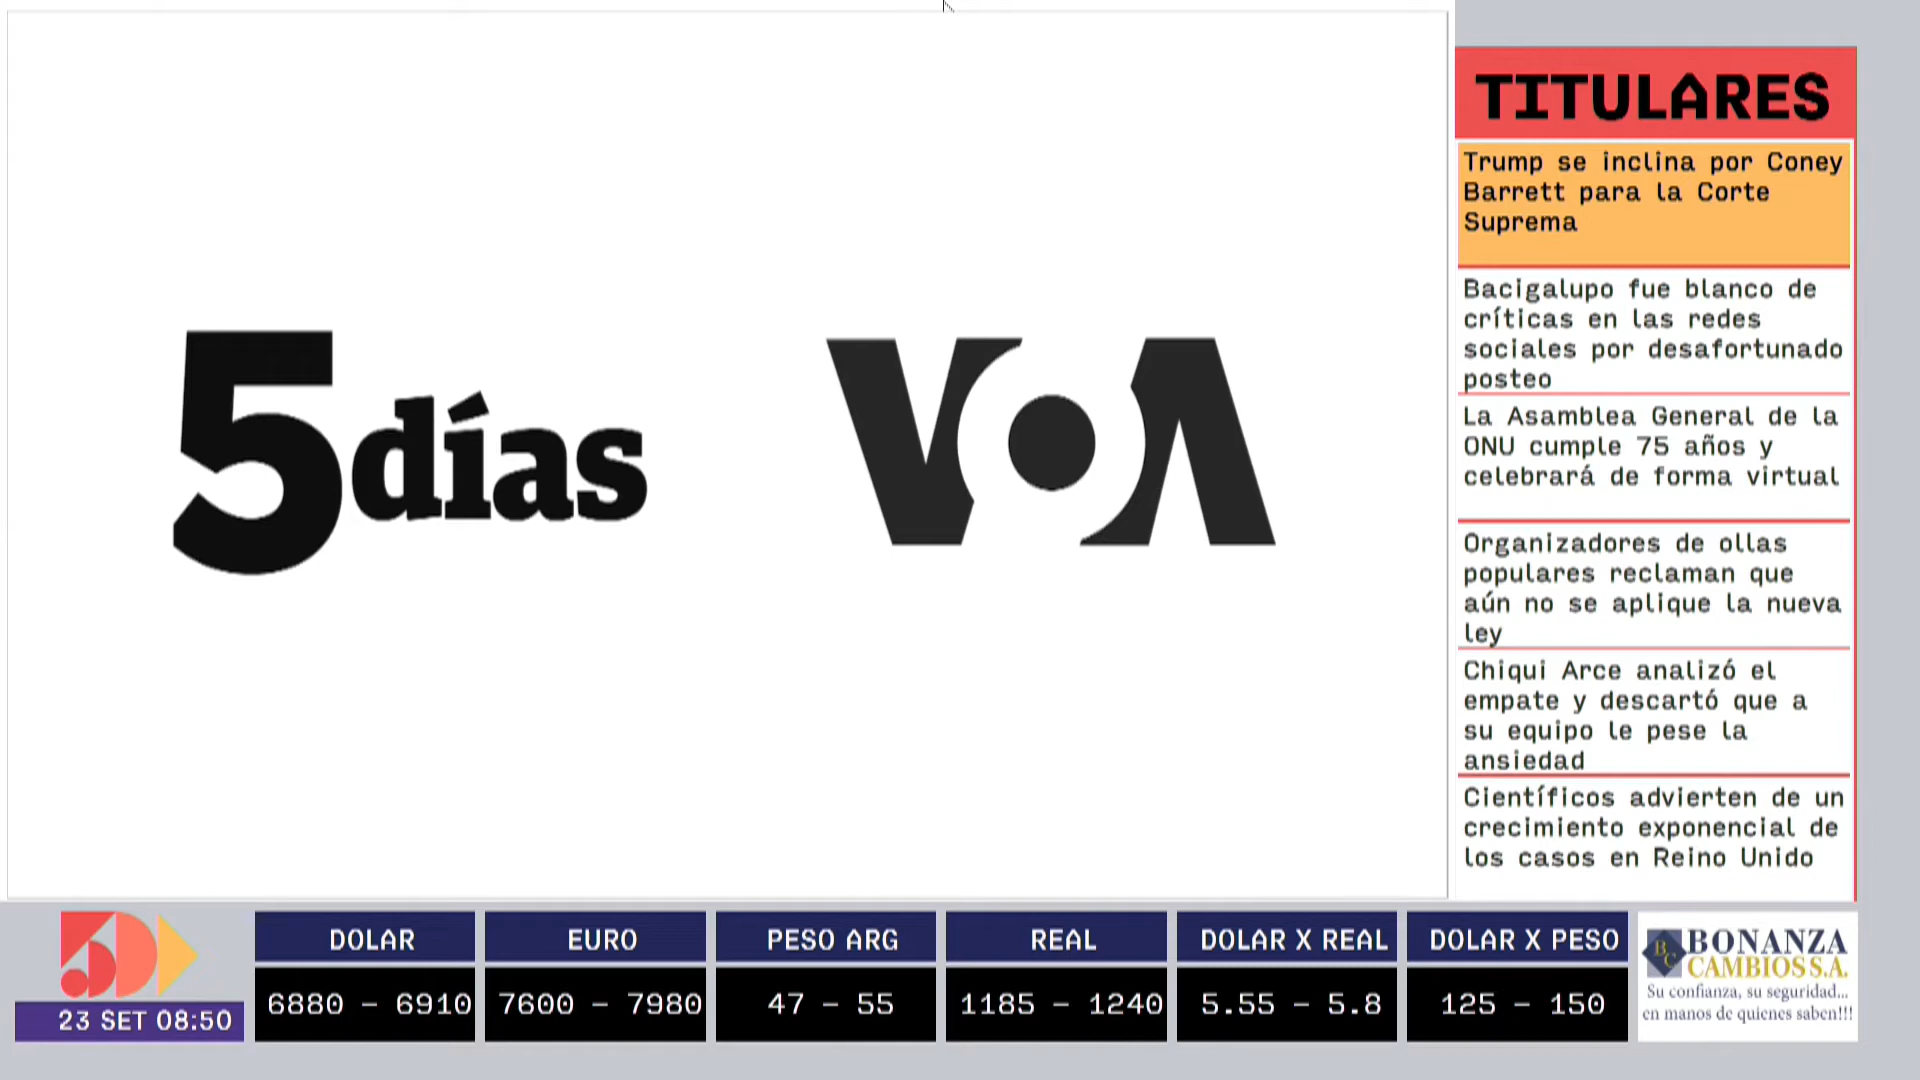 5días
VOA
TITULARES
Trump se inclina por Coney
Barrett para la Corte
Suprema
Bacigalupo fue blanco de
críticas en las redes
sociales por desafortunado
posteo
La Asamblea General de la
ONU cumple 75 años y
celebrará de forma virtual
Organizadores de ollas
populares reclaman que
aún no se aplique la nueva
ley
Chiqui Arce analizó el
empate y descartó que a
su equipo le pese la
ansiedad
Científicos advierten de un
crecimiento exponencial de
los casos en Reino Unido
5D
23 SET 08:50
DOLAR
6880 - 6910
EURO
7600 - 7980
PESO ARG
47 - 55
REAL
1185 - 1240
DOLAR X REAL
5.55 - 5.8
DOLAR X PESO
125 - 150
BC
BONANZA
CAMBIOS S.A.
Su confianza, su seguridad...
en manos de quienes saben!!!